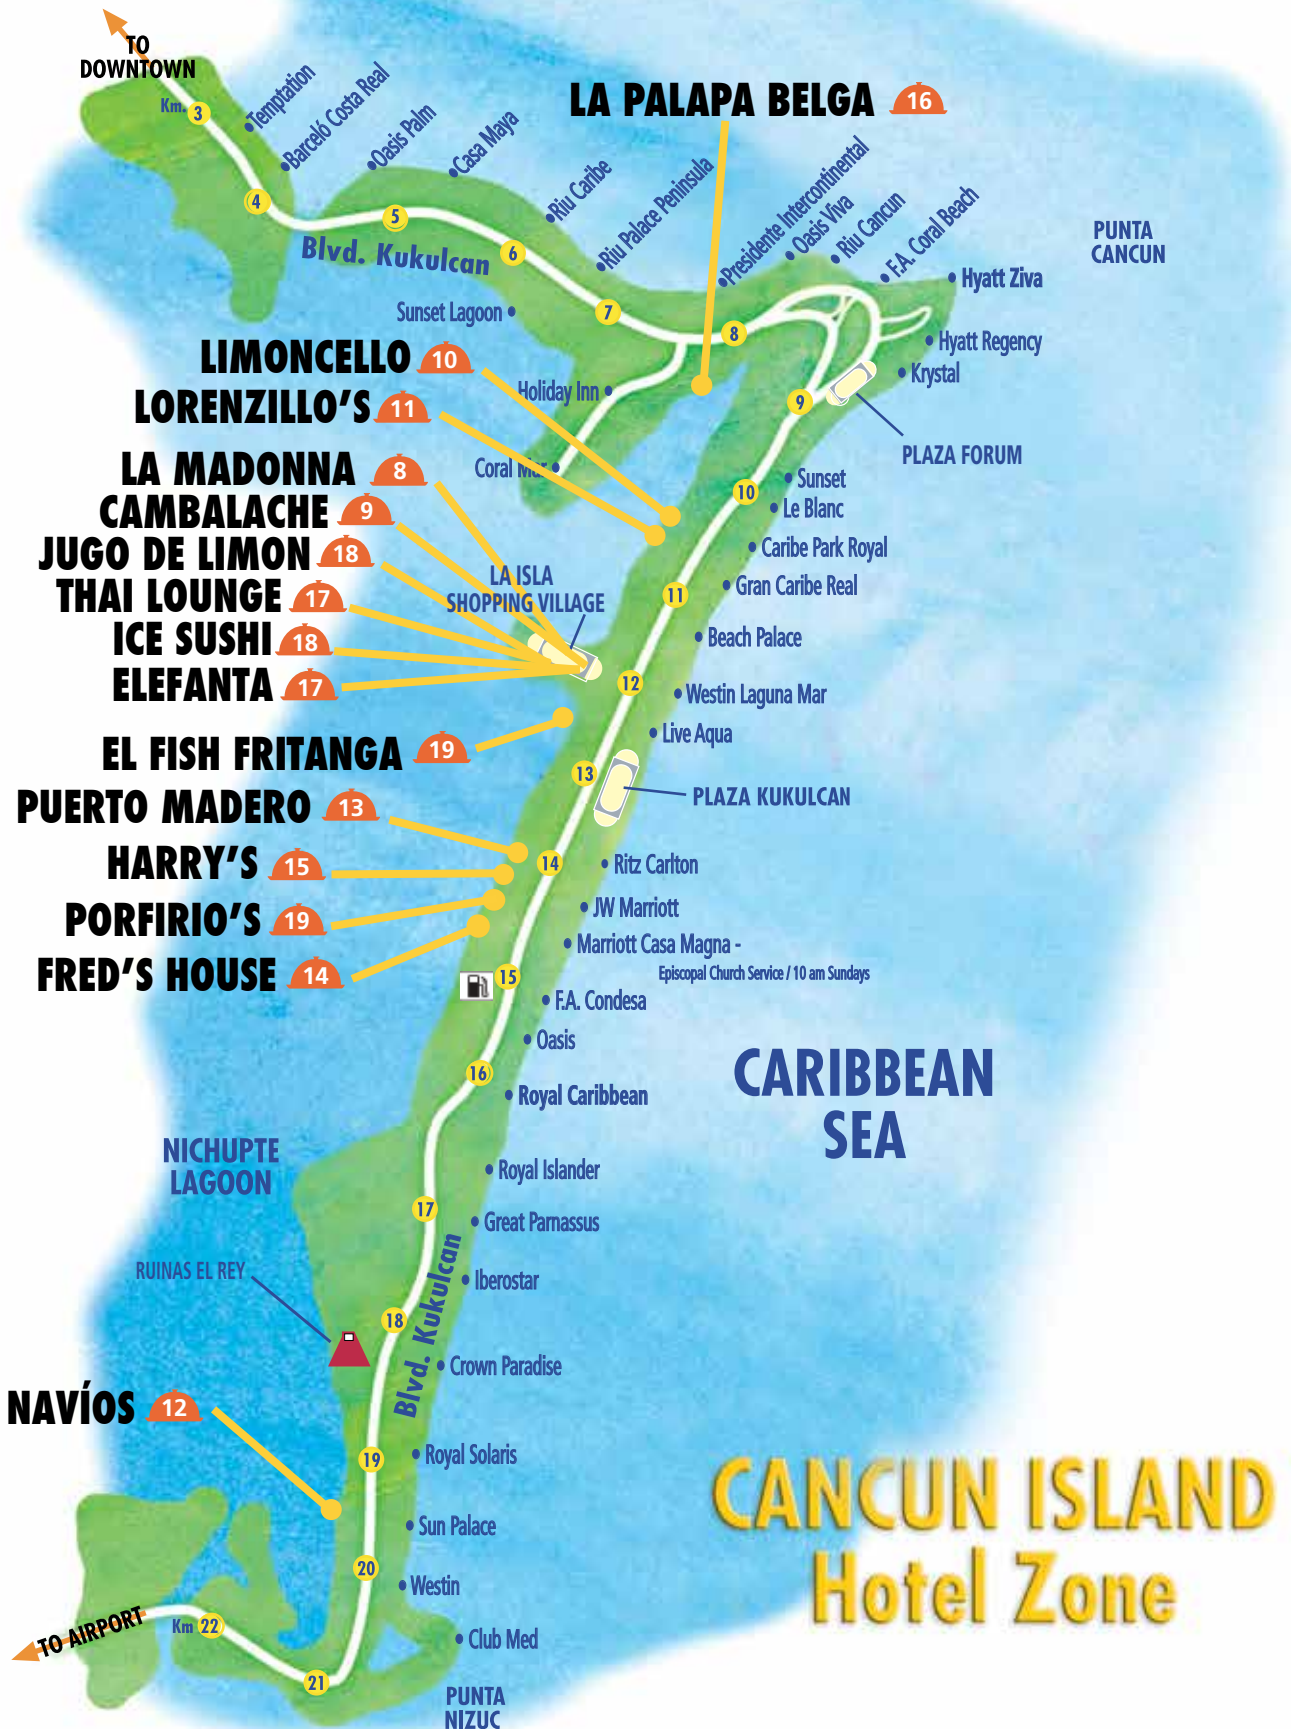 TO
DOWNTOWN
Km. 3
Temptation
Barceló Costa Real
Oasis Palm
Casa Maya
Riu Caribe
Riu Palace Peninsula
LA PALAPA BELGA 16
Presidente Intercontinental
Oasis Viva
Riu Cancun
F.A. Coral Beach
PUNTA
CANCUN
Hyatt Ziva
4
5
6
Blvd. Kukulcan
Sunset Lagoon
7
8
Hyatt Regency
LIMONCELLO 10
Krystal
Holiday Inn
LORENZILLO'S 11
9
PLAZA FORUM
LA MADONNA 8
Coral Mar
Sunset
10
CAMBALACHE 9
Le Blanc
JUGO DE LIMON 18
Caribe Park Royal
LA ISLA
SHOPPING VILLAGE
Gran Caribe Real
THAI LOUNGE 17
11
ICE SUSHI 18
Beach Palace
ELEFANTA 17
12
Westin Laguna Mar
Live Aqua
EL FISH FRITANGA 19
13
PLAZA KUKULCAN
PUERTO MADERO 13
HARRY'S 15
14
Ritz Carlton
JW Marriott
PORFIRIO'S 19
Marriott Casa Magna -
Episcopal Church Service / 10 am Sundays
FRED'S HOUSE 14
15
F.A. Condesa
Oasis
16
Royal Caribbean
CARIBBEAN
SEA
NICHUPTE
LAGOON
Royal Islander
17
Great Parnassus
RUINAS EL REY
Iberostar
18
Blvd. Kukulcan
Crown Paradise
NAVÍOS 12
19
Royal Solaris
CANCUN ISLAND
Hotel Zone
Sun Palace
20
Westin
Km 22
TO AIRPORT
Club Med
21
PUNTA
NIZUC